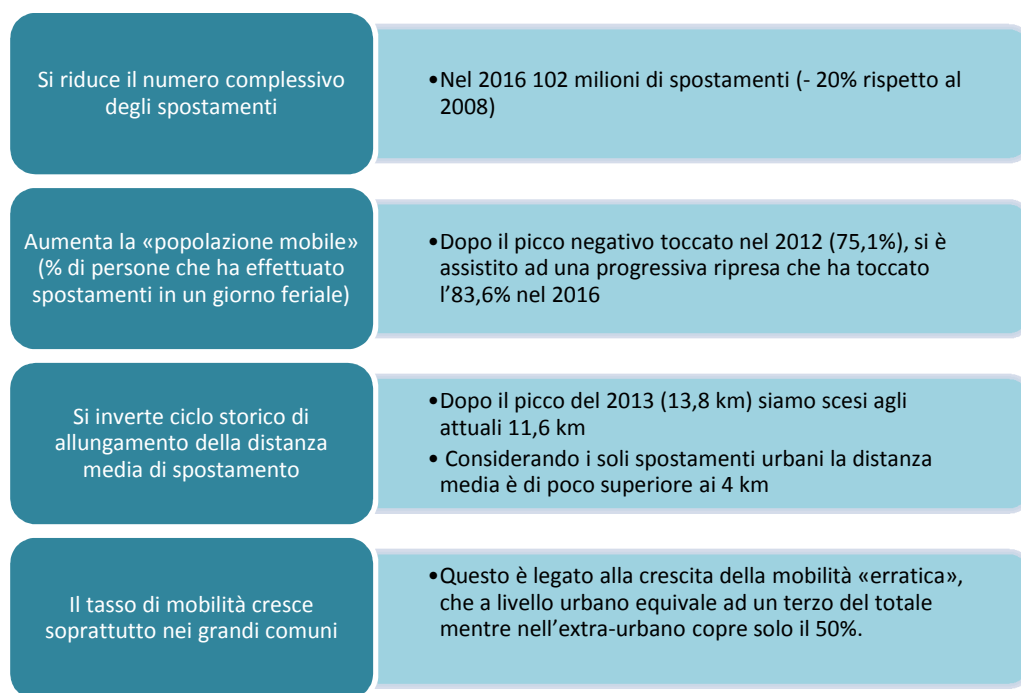 Si riduce il numero complessivo
degli spostamenti
•Nel 2016 102 milioni di spostamenti (- 20% rispetto al
2008)
Aumenta la «popolazione mobile»
(% di persone che ha effettuato
spostamenti in un giorno feriale)
•Dopo il picco negativo toccato nel 2012 (75,1%), si è
assistito ad una progressiva ripresa che ha toccato
l’83,6% nel 2016
Si inverte ciclo storico di
allungamento della distanza
media di spostamento
•Dopo il picco del 2013 (13,8 km) siamo scesi agli
attuali 11,6 km
• Considerando i soli spostamenti urbani la distanza
media è di poco superiore ai 4 km
Il tasso di mobilità cresce
soprattutto nei grandi comuni
•Questo è legato alla crescita della mobilità «erratica»,
che a livello urbano equivale ad un terzo del totale
mentre nell’extra-urbano copre solo il 50%.